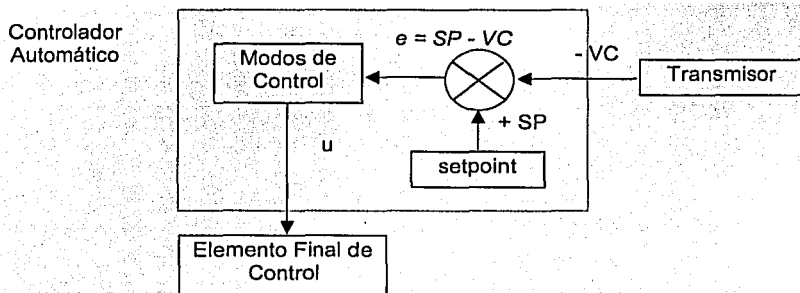 Controlador
Automático
Modos de
Control
e = SP - VC
- VC
Transmisor
+ SP
setpoint
u
Elemento Final de
Control